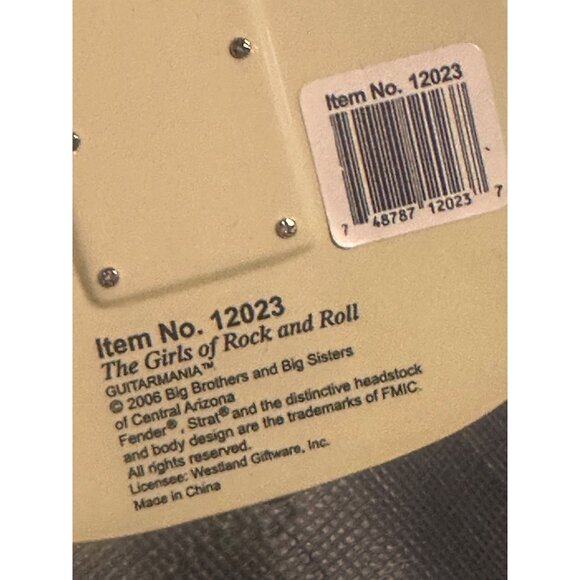 Item No. 12023
7 48787 12023 7
Item No. 12023
The Girls of Rock and Roll
GUITARMANIA™
© 2006 Big Brothers and Big Sisters
of Central Arizona
Fender®, Strat® and the distinctive headstock
and body design are the trademarks of FMIC.
All rights reserved.
Licensee: Westland Giftware, Inc.
Made in China